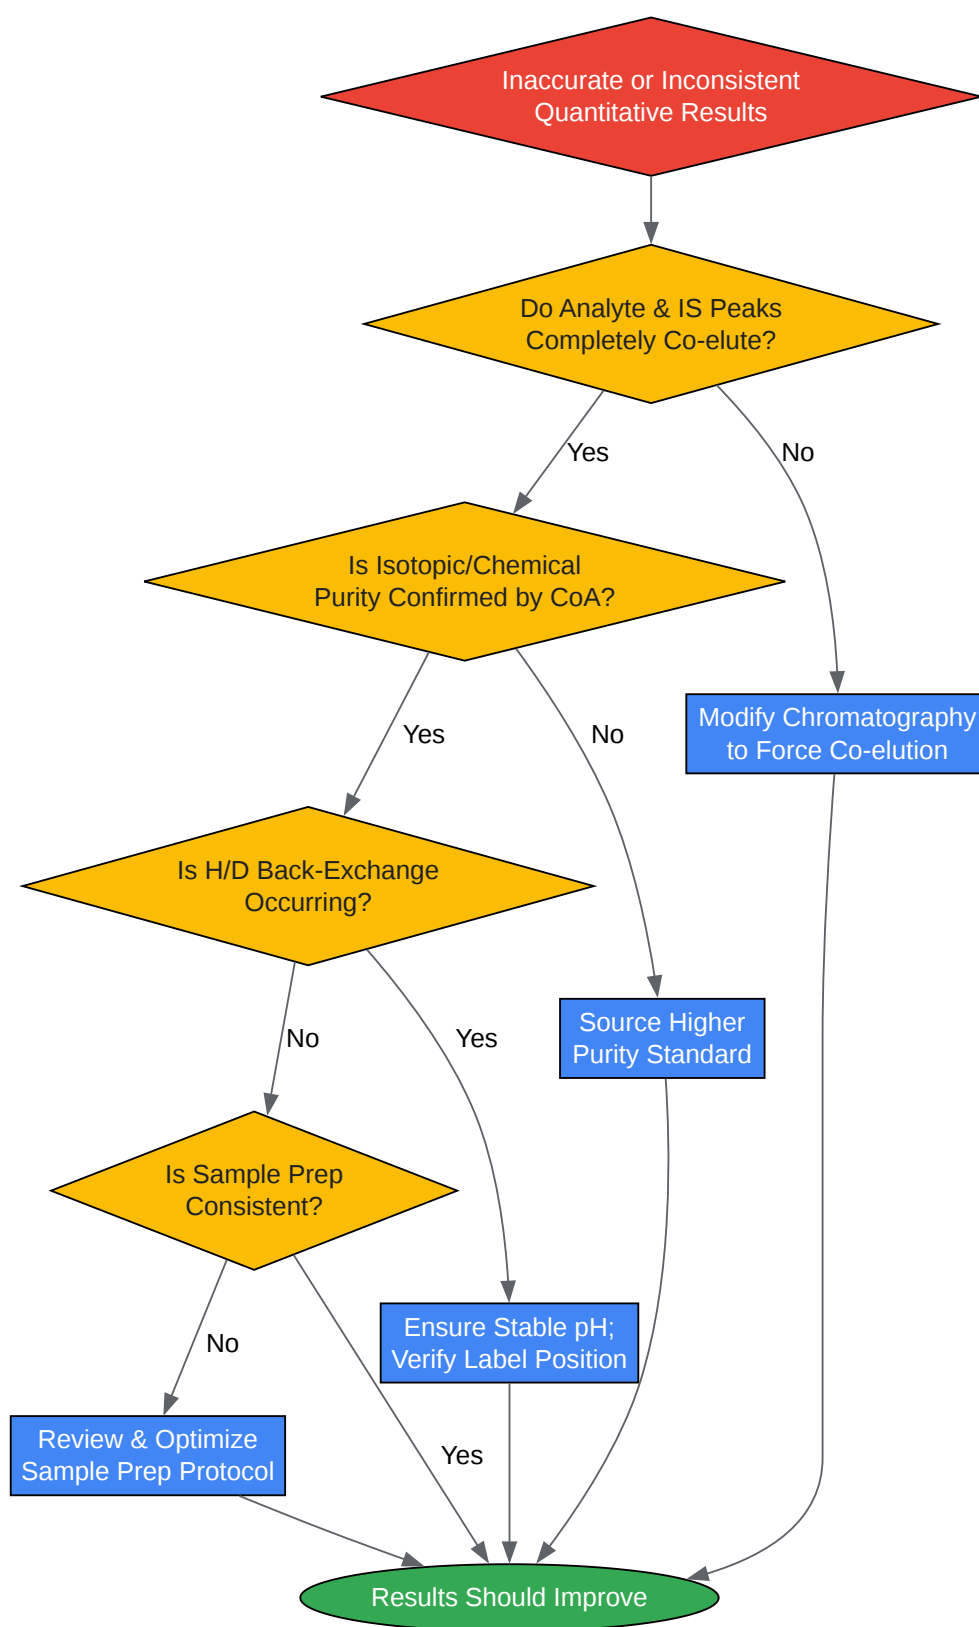 Inaccurate or Inconsistent
Quantitative Results
Do Analyte & IS Peaks
Completely Co-elute?
Yes
No
Is Isotopic/Chemical
Purity Confirmed by CoA?
Modify Chromatography
to Force Co-elution
Yes
No
Is H/D Back-Exchange
Occurring?
Source Higher
Purity Standard
No
Yes
Is Sample Prep
Consistent?
Ensure Stable pH;
Verify Label Position
No
Yes
Review & Optimize
Sample Prep Protocol
Results Should Improve